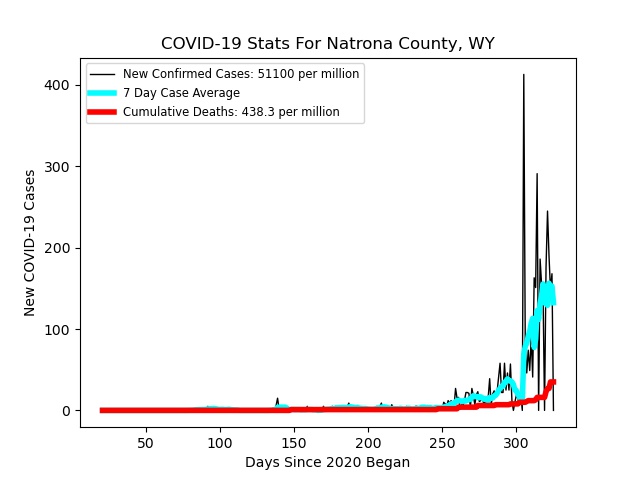 COVID-19 Stats For Natrona County, WY
New Confirmed Cases: 51100 per million
7 Day Case Average
Cumulative Deaths: 438.3 per million
New COVID-19 Cases
400
300
200
100
0
50 100 150 200 250 300
Days Since 2020 Began